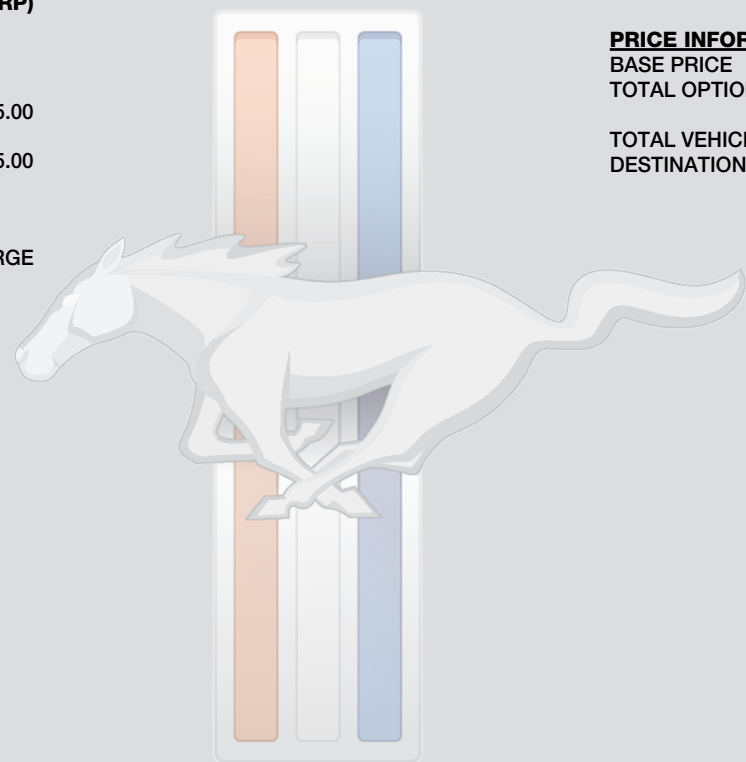 RP)
5.00
5.00
RGE
PRICE INFOR
BASE PRICE
TOTAL OPTIO
TOTAL VEHICL
DESTINATION